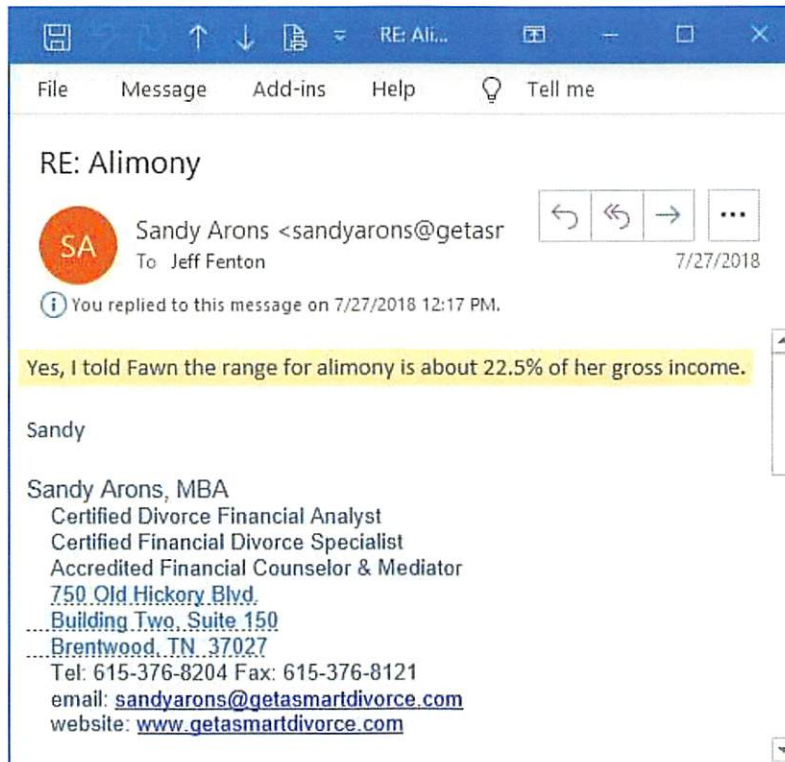 RE: Ali...
File Message Add-ins Help Tell me
RE: Alimony
SA
Sandy Arons <sandyarons@getasr
To Jeff Fenton
7/27/2018
You replied to this message on 7/27/2018 12:17 PM.
Yes, I told Fawn the range for alimony is about 22.5% of her gross income.
Sandy
Sandy Arons, MBA
Certified Divorce Financial Analyst
Certified Financial Divorce Specialist
Accredited Financial Counselor & Mediator
750 Old Hickory Blvd.
Building Two, Suite 150
Brentwood, TN 37027
Tel: 615-376-8204 Fax: 615-376-8121
email: sandyarons@getasmartdivorce.com
website: www.getasmartdivorce.com